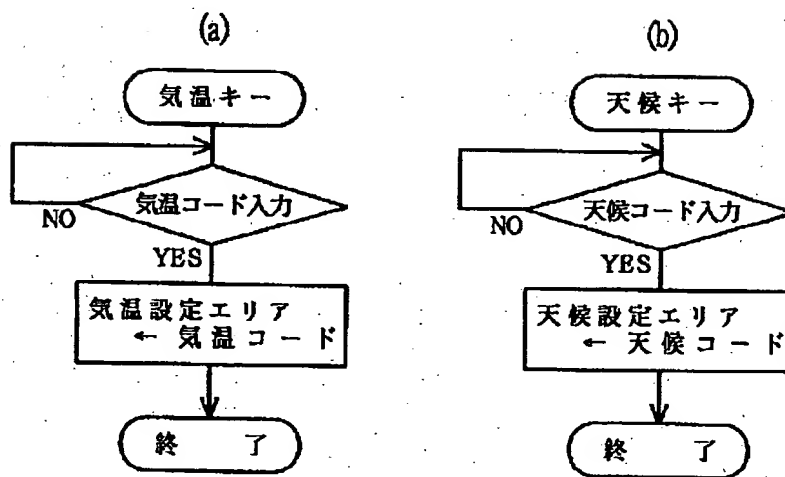 (a)
気温キー
気温コード入力
NO
YES
気温設定エリア
← 気温コード
終 了
(b)
天候キー
天候コード入力
NO
YES
天候設定エリア
← 天候コード
終 了